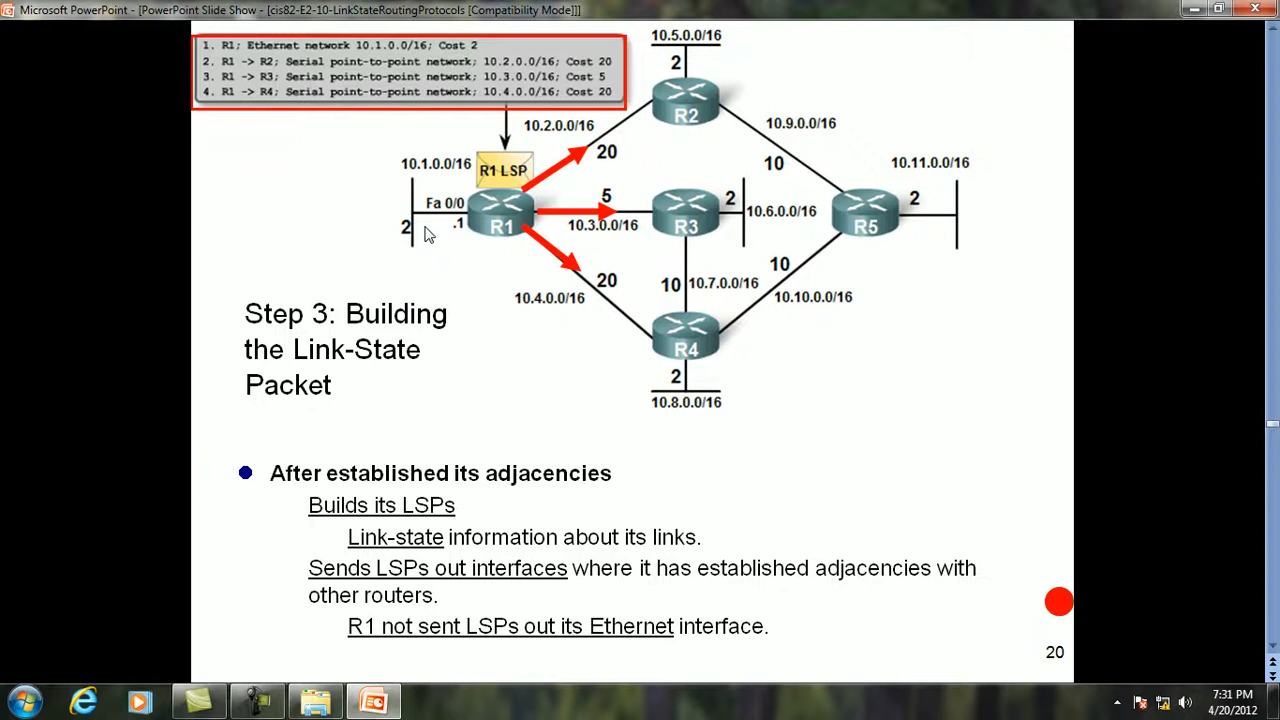 Microsoft PowerPoint - [PowerPoint Slide Show - [cis82-E2-10-LinkStateRoutingProtocols [Compatibility Mode]]]
1. R1; Ethernet network 10.1.0.0/16; Cost 2
2. R1 -> R2; Serial point-to-point network; 10.2.0.0/16; Cost 20
3. R1 -> R3; Serial point-to-point network; 10.3.0.0/16; Cost 5
4. R1 -> R4; Serial point-to-point network; 10.4.0.0/16; Cost 20
10.5.0.0/16
2
R2
10.2.0.0/16
20
10.9.0.0/16
10
10.1.0.0/16
R1 LSP
Fa 0/0
.1
2
R1
5
10.3.0.0/16
R3
2
10.6.0.0/16
R5
10.11.0.0/16
2
20
10.4.0.0/16
10
10.7.0.0/16
10
10.10.0.0/16
R4
2
10.8.0.0/16
Step 3: Building
the Link-State
Packet
After established its adjacencies
Builds its LSPs
Link-state information about its links.
Sends LSPs out interfaces where it has established adjacencies with
other routers.
R1 not sent LSPs out its Ethernet interface.
20
7:31 PM
4/20/2012